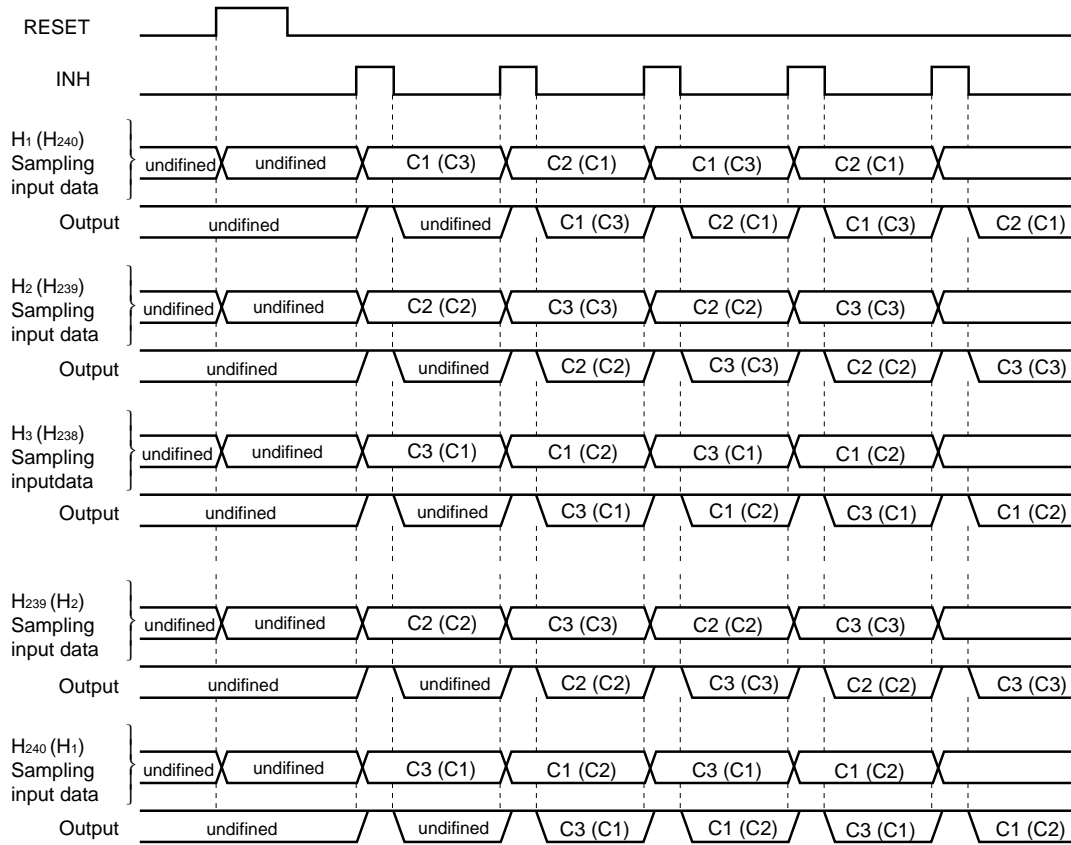 RESET
INH
H1 (H240)
Sampling
input data
undifined undifined C1 (C3) C2 (C1) C1 (C3) C2 (C1)
Output undifined undifined C1 (C3) C2 (C1) C1 (C3) C2 (C1)
H2 (H239)
Sampling
input data
undifined undifined C2 (C2) C3 (C3) C2 (C2) C3 (C3)
Output undifined undifined C2 (C2) C3 (C3) C2 (C2) C3 (C3)
H3 (H238)
Sampling
inputdata
undifined undifined C3 (C1) C1 (C2) C3 (C1) C1 (C2)
Output undifined undifined C3 (C1) C1 (C2) C3 (C1) C1 (C2)
H239 (H2)
Sampling
input data
undifined undifined C2 (C2) C3 (C3) C2 (C2) C3 (C3)
Output undifined undifined C2 (C2) C3 (C3) C2 (C2) C3 (C3)
H240 (H1)
Sampling
input data
undifined undifined C3 (C1) C1 (C2) C3 (C1) C1 (C2)
Output undifined undifined C3 (C1) C1 (C2) C3 (C1) C1 (C2)